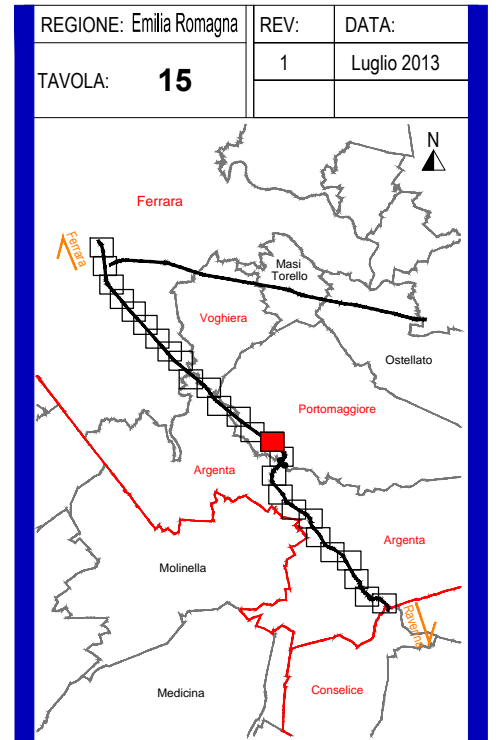 REGIONE: Emilia Romagna
REV:
DATA:
TAVOLA: 15
1
Luglio 2013
N
Ferrara
Ferrara
Masi
Torello
Voghiera
Ostellato
Portomaggiore
Argenta
Argenta
Molinella
Ravenna
Medicina
Conselice